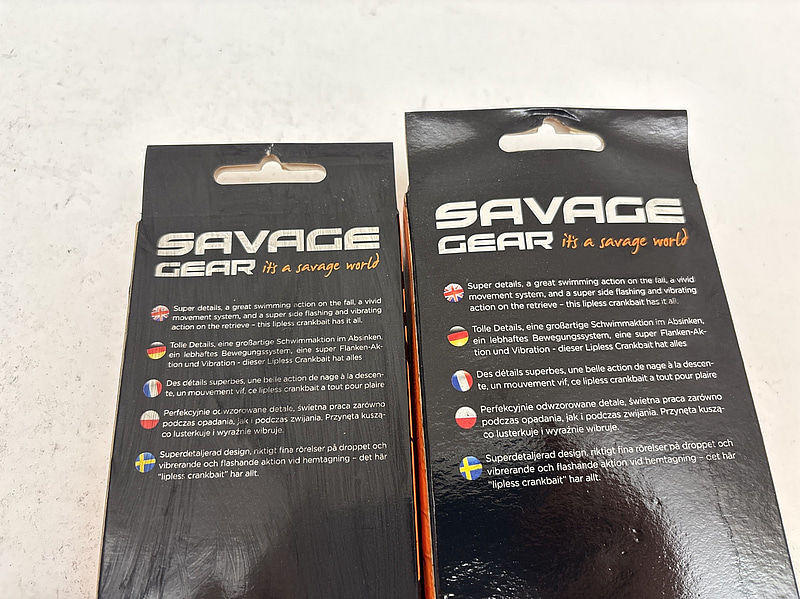 SAVAGE
GEAR it's a savage world
Super details, a great swimming action on the fall, a vivid
movement system, and a super side flashing and vibrating
action on the retrieve – this lipless crankbait has it all.
Tolle Details, eine großartige Schwimmaktion im Absinken,
ein lebhaftes Bewegungssystem, eine super Flanken-Ak-
tion und Vibration - dieser Lipless Crankbait hat alles
Des détails superbes, une belle action de nage à la descen-
te, un mouvement vif, ce lipless crankbait a tout pour plaire
Perfekcyjnie odwzorowane detale, świetna praca zarówno
podczas opadania, jak i podczas zwijania. Przynęta kuszą-
co lusterkuje i wyraźnie wibruje.
Superdetaljerad design, riktigt fina rörelser på droppet och
vibrerande och flashande aktion vid hemtagning – det här
"lipless crankbait" har allt.
SAVAGE
GEAR it's a savage world
Super details, a great swimming action on the fall, a vivid
movement system, and a super side flashing and vibrating
action on the retrieve – this lipless crankbait has it all.
Tolle Details, eine großartige Schwimmaktion im Absinken,
ein lebhaftes Bewegungssystem, eine super Flanken-Ak-
tion und Vibration - dieser Lipless Crankbait hat alles
Des détails superbes, une belle action de nage à la descen-
te, un mouvement vif, ce lipless crankbait a tout pour plaire
Perfekcyjnie odwzorowane detale, świetna praca zarówno
podczas opadania, jak i podczas zwijania. Przynęta kuszą-
co lusterkuje i wyraźnie wibruje.
Superdetaljerad design, riktigt fina rörelser på droppet och
vibrerande och flashande aktion vid hemtagning – det här
"lipless crankbait" har allt.